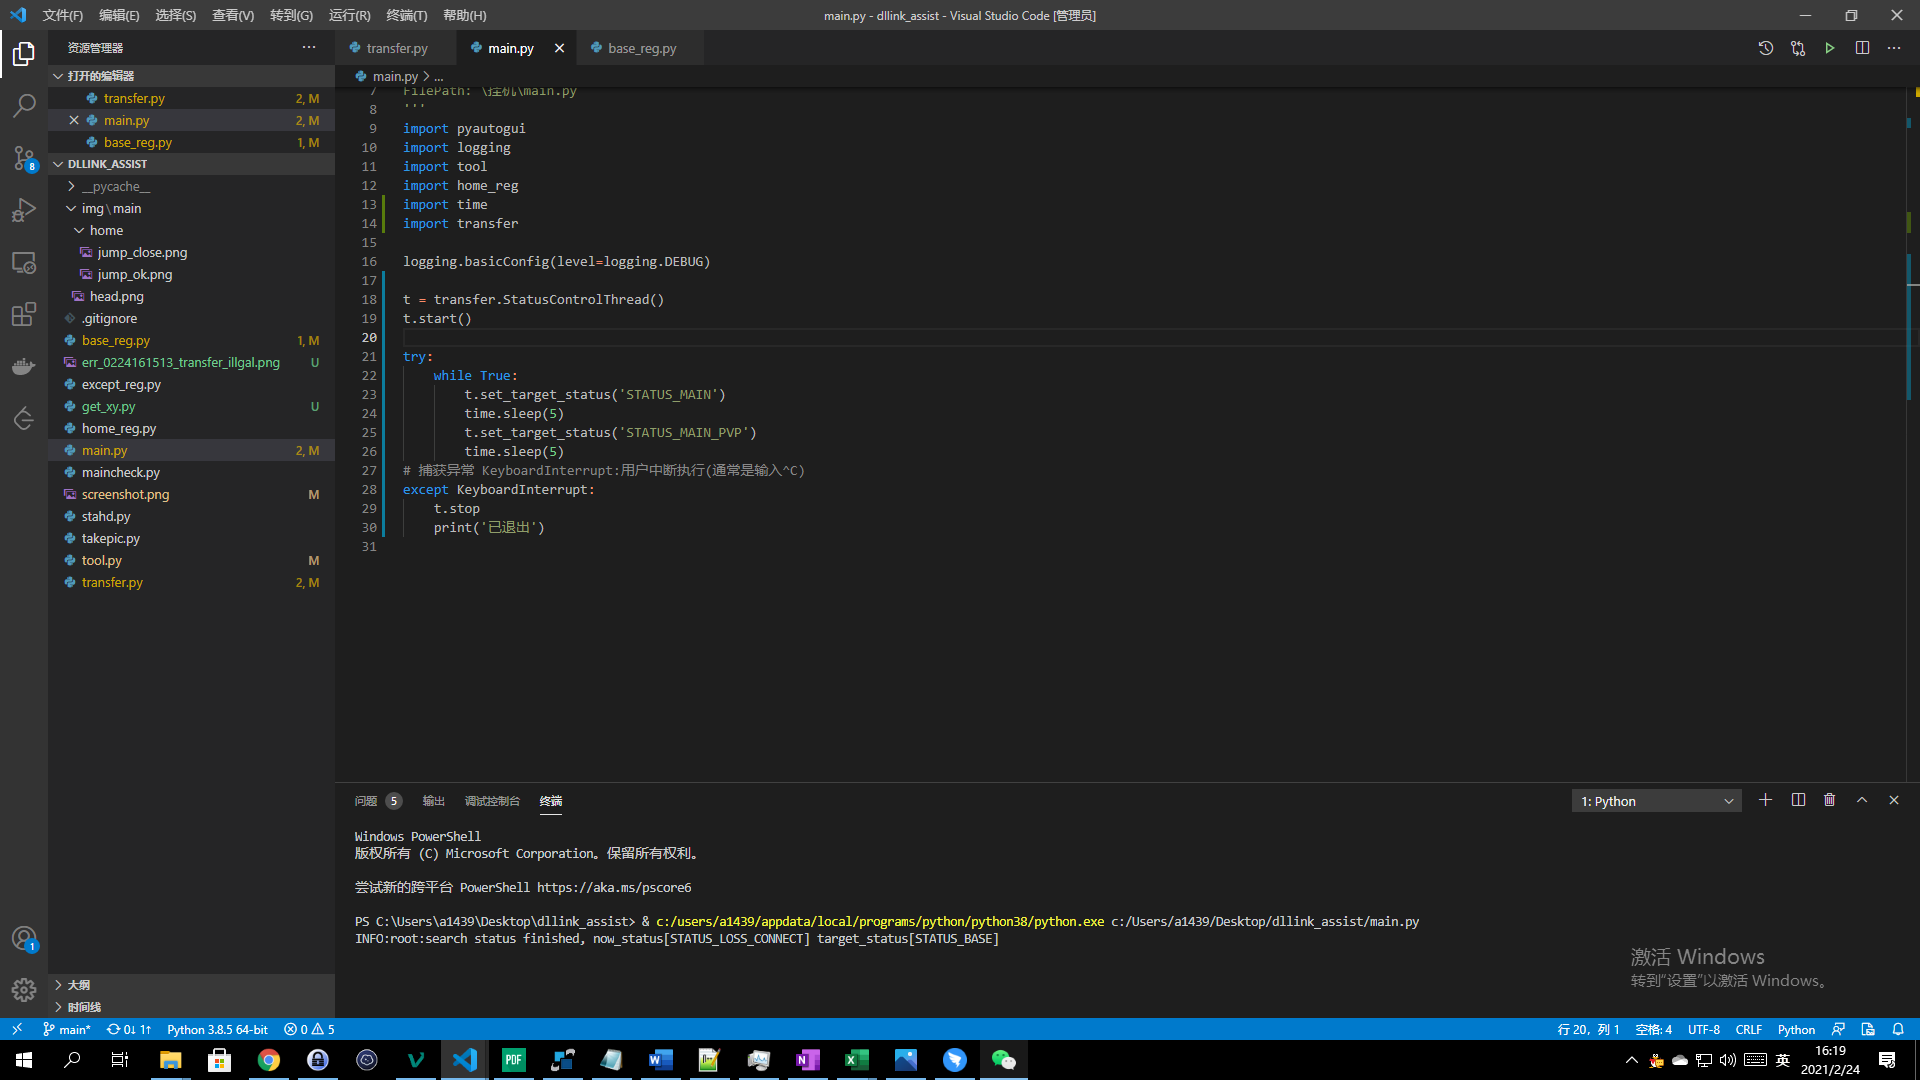 文件(F) 编辑(E) 选择(S) 查看(V) 转到(G) 运行(R) 终端(T) 帮助(H)
main.py - dllink_assist - Visual Studio Code [管理员]
资源管理器
打开的编辑器
transfer.py 2, M
main.py 2, M
base_reg.py 1, M
DLLINK_ASSIST
__pycache__
img\main
home
jump_close.png
jump_ok.png
head.png
.gitignore
base_reg.py 1, M
err_0224161513_transfer_illgal.png U
except_reg.py
get_xy.py U
home_reg.py
main.py 2, M
maincheck.py
screenshot.png M
stahd.py
takepic.py
tool.py M
transfer.py 2, M
大纲
时间线
8
1
transfer.py main.py base_reg.py
main.py > ...
7 FilePath: \挂机\main.py
8 '''
9 import pyautogui
10 import logging
11 import tool
12 import home_reg
13 import time
14 import transfer
15
16 logging.basicConfig(level=logging.DEBUG)
17
18 t = transfer.StatusControlThread()
19 t.start()
20
21 try:
22 while True:
23 t.set_target_status('STATUS_MAIN')
24 time.sleep(5)
25 t.set_target_status('STATUS_MAIN_PVP')
26 time.sleep(5)
27 # 捕获异常 KeyboardInterrupt:用户中断执行(通常是输入^C)
28 except KeyboardInterrupt:
29 t.stop
30 print('已退出')
31
问题 5 输出 调试控制台 终端
1: Python
Windows PowerShell
版权所有 (C) Microsoft Corporation。保留所有权利。
尝试新的跨平台 PowerShell https://aka.ms/pscore6
PS C:\Users\a1439\Desktop\dllink_assist> & c:/users/a1439/appdata/local/programs/python/python38/python.exe c:/Users/a1439/Desktop/dllink_assist/main.py
INFO:root:search status finished, now_status[STATUS_LOSS_CONNECT] target_status[STATUS_BASE]
激活 Windows
转到“设置”以激活 Windows。
main* 0↓ 1↑ Python 3.8.5 64-bit 0 5
行 20，列 1 空格: 4 UTF-8 CRLF Python
PDF
英
16:19
2021/2/24